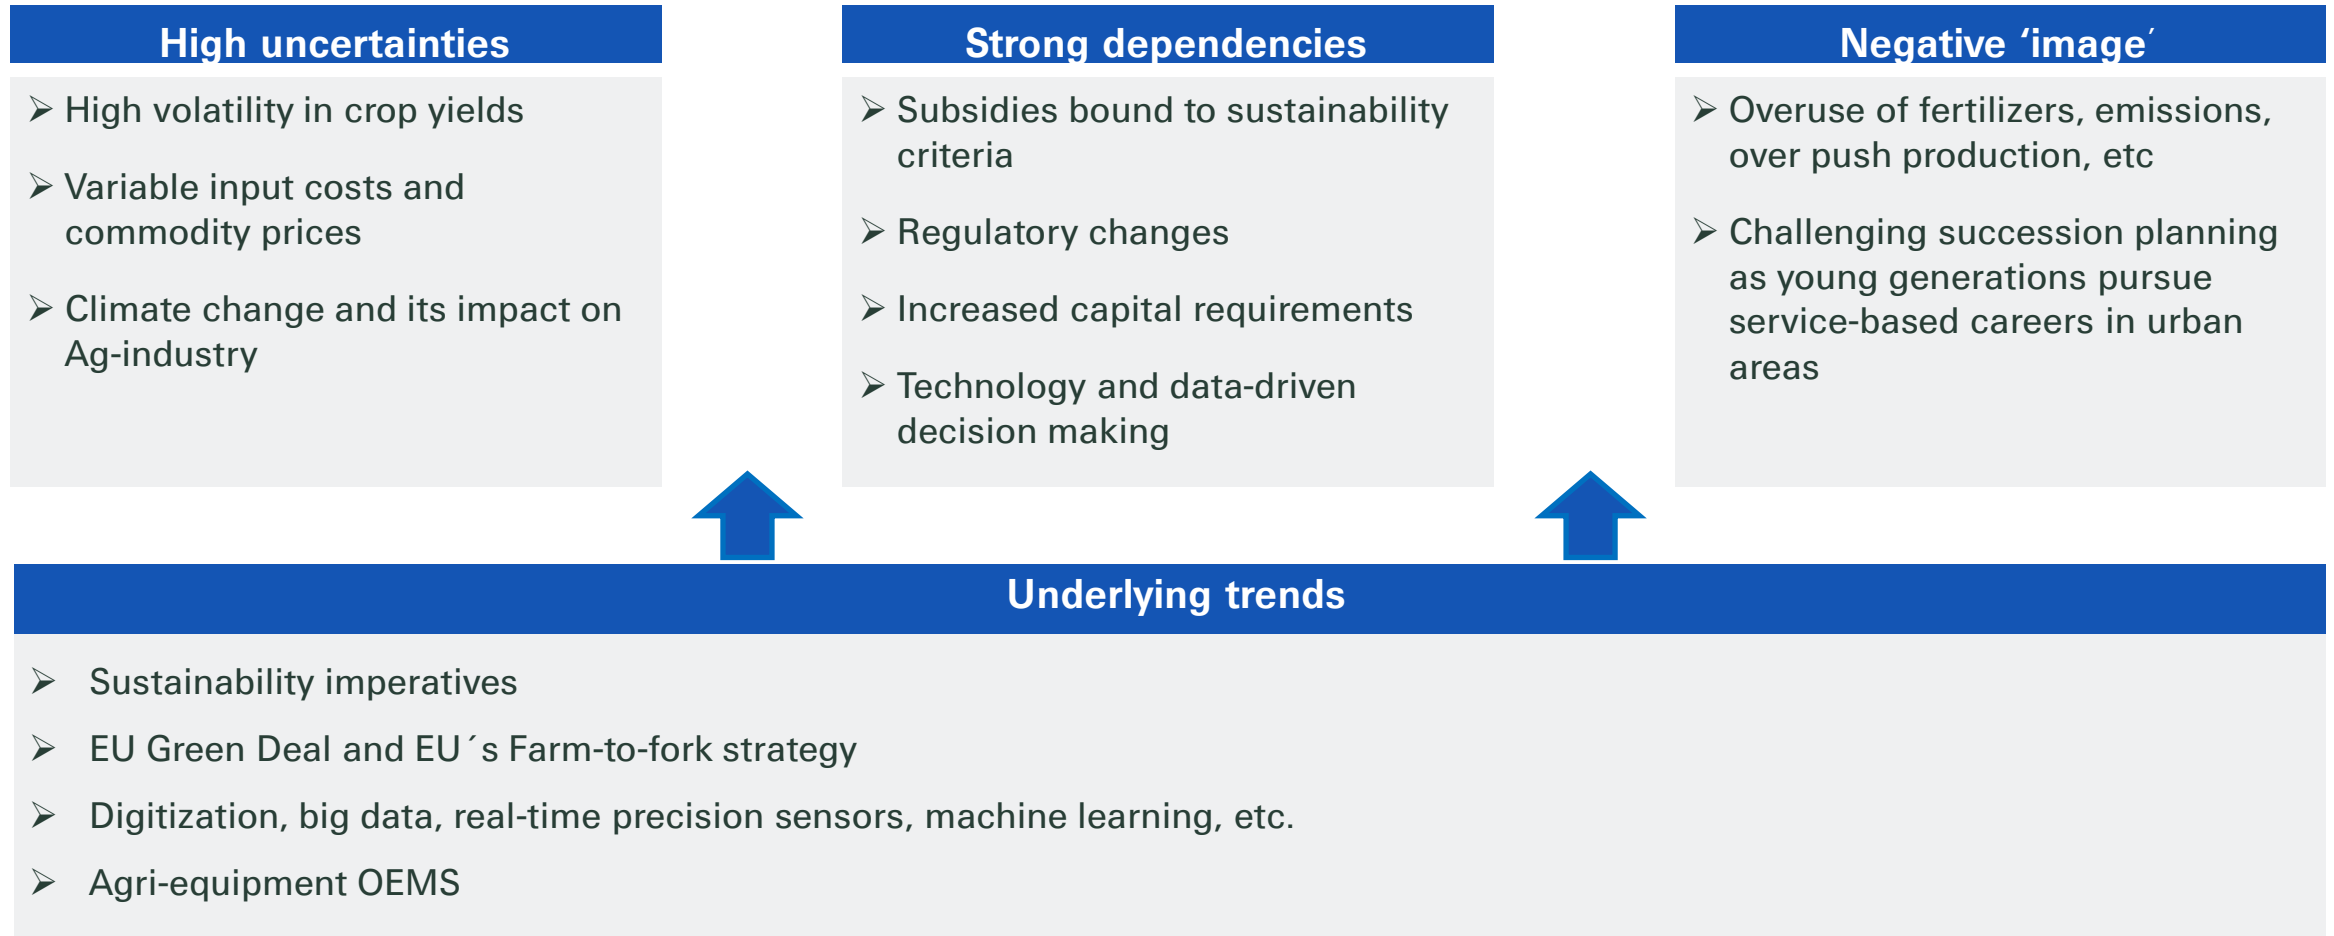 High uncertainties
➢ High volatility in crop yields
➢ Variable input costs and
commodity prices
➢ Climate change and its impact on
Ag-industry
Strong dependencies
➢ Subsidies bound to sustainability
criteria
➢ Regulatory changes
➢ Increased capital requirements
➢ Technology and data-driven
decision making
Negative ‘image´
➢ Overuse of fertilizers, emissions,
over push production, etc
➢ Challenging succession planning
as young generations pursue
service-based careers in urban
areas
Underlying trends
➢ Sustainability imperatives
➢ EU Green Deal and EU´s Farm-to-fork strategy
➢ Digitization, big data, real-time precision sensors, machine learning, etc.
➢ Agri-equipment OEMS